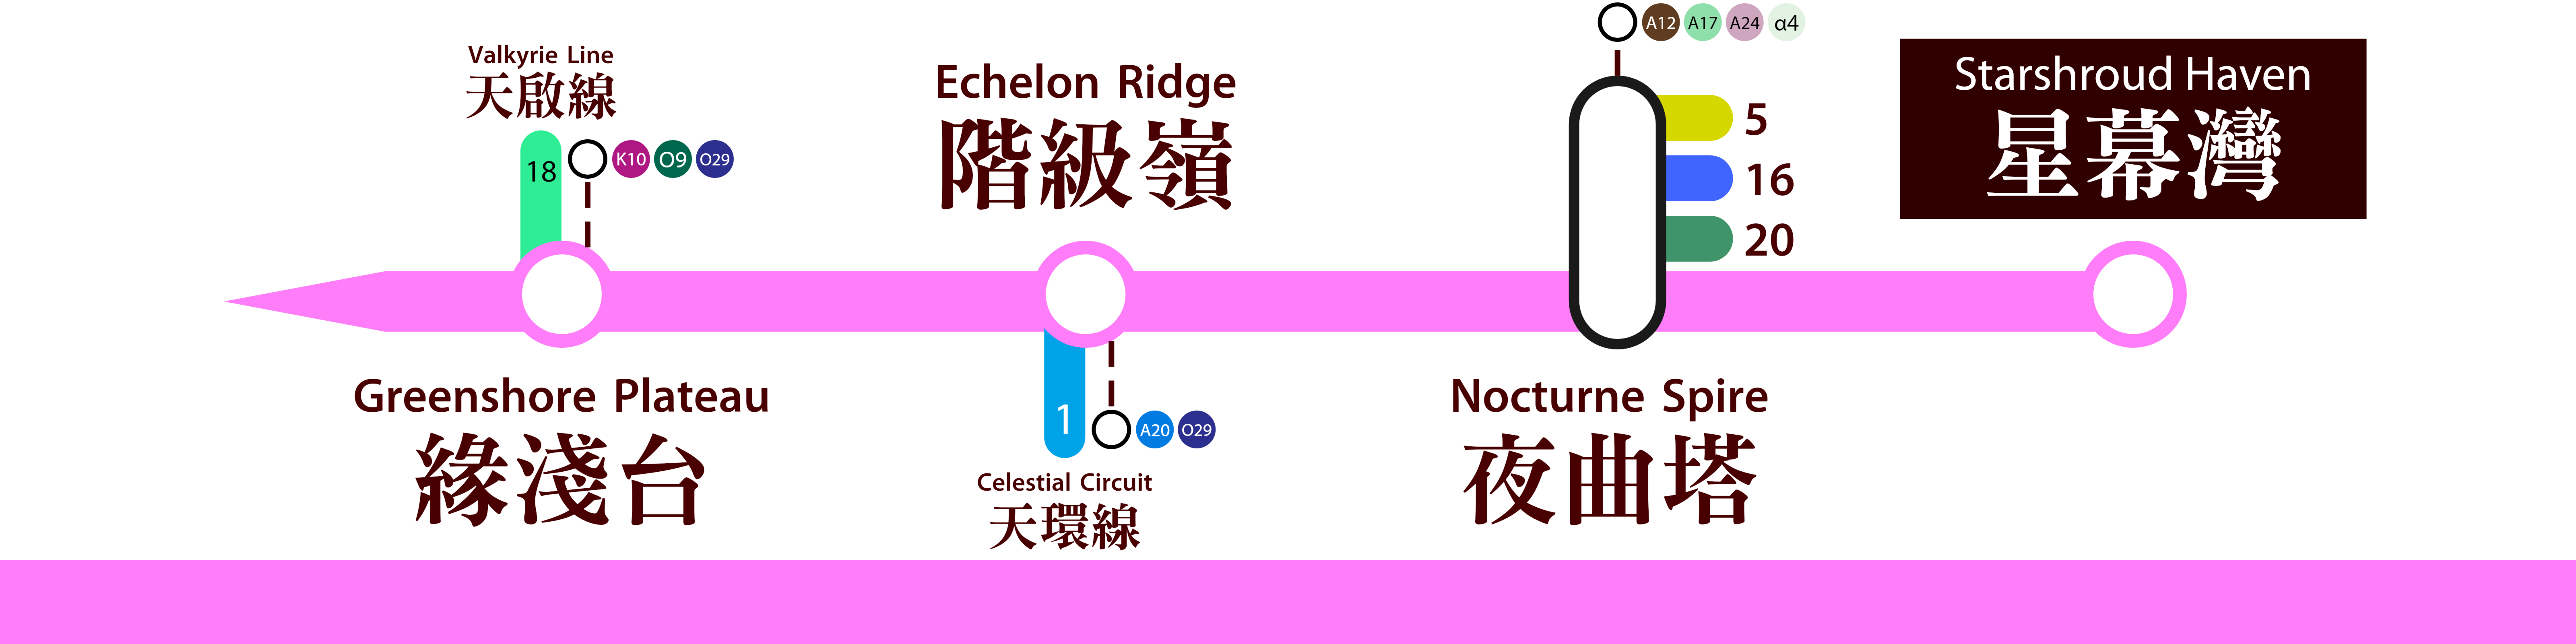 Valkyrie Line
天啟線
18
K10 O9 O29
Greenshore Plateau
緣淺台
Echelon Ridge
階級嶺
1
A20 O29
Celestial Circuit
天環線
A12 A17 A24 α4
5
16
20
Nocturne Spire
夜曲塔
Starshroud Haven
星幕灣